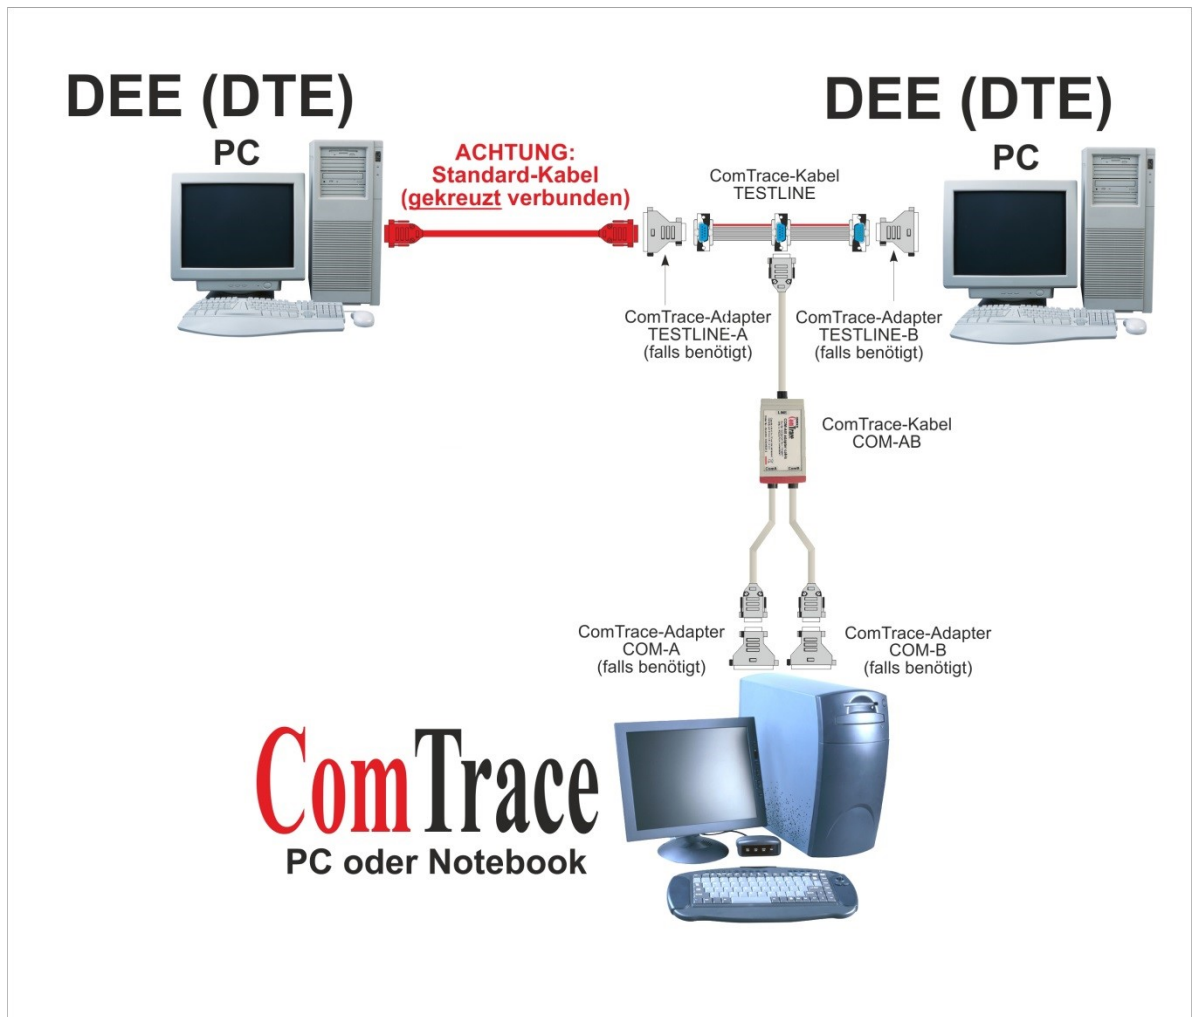 DEE (DTE)
PC
DEE (DTE)
PC
ACHTUNG:
Standard-Kabel
(gekreuzt verbunden)
ComTrace-Kabel
TESTLINE
ComTrace-Adapter
TESTLINE-A
(falls benötigt)
ComTrace-Adapter
TESTLINE-B
(falls benötigt)
ComTrace
ComTrace-Kabel
COM-AB
ComTrace-Adapter
COM-A
(falls benötigt)
ComTrace-Adapter
COM-B
(falls benötigt)
ComTrace
PC oder Notebook